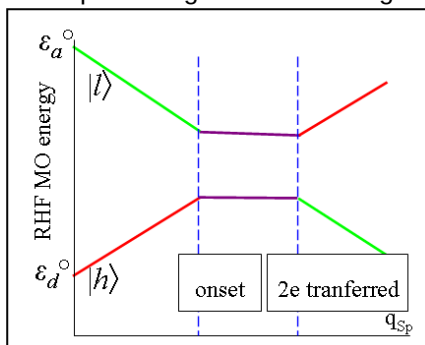 εa°
|l⟩
RHF MO energy
εd°
|h⟩
onset
2e tranferred
qSp